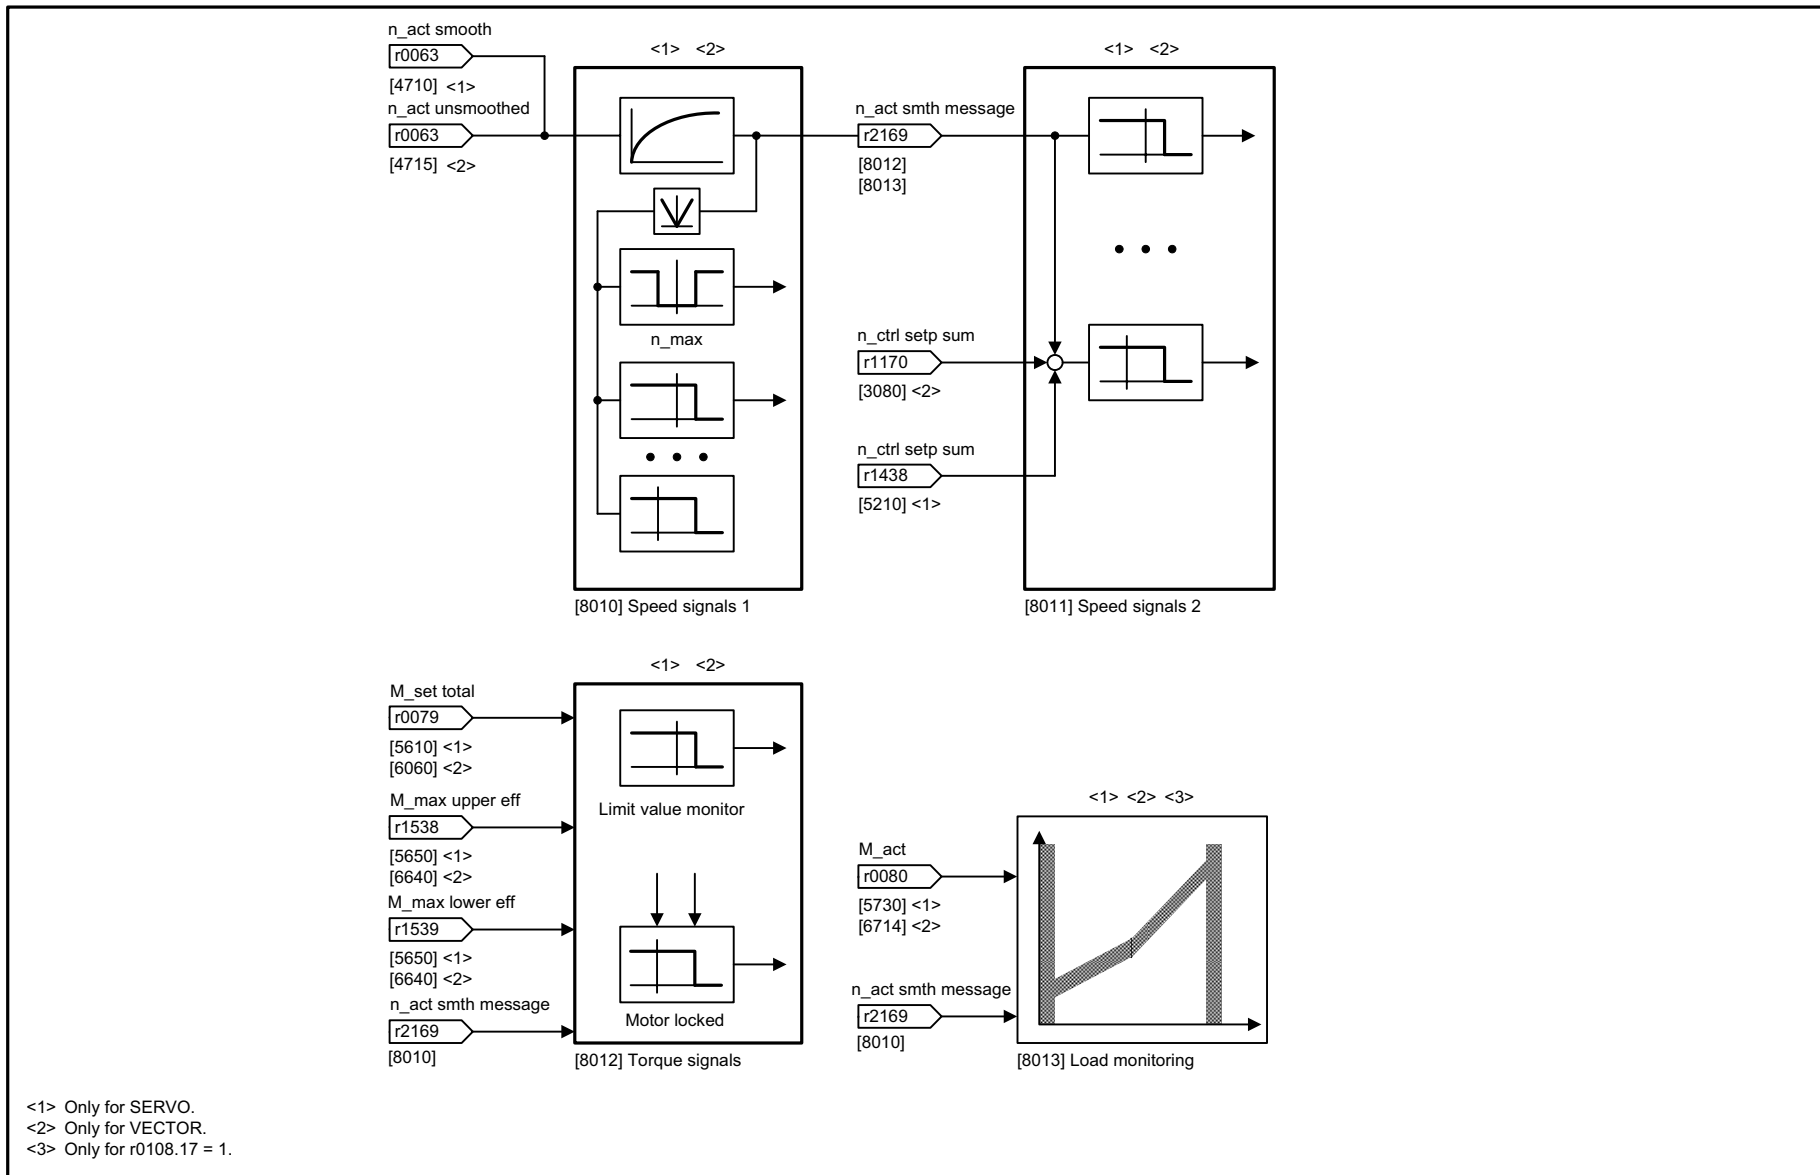 n_act smooth
r0063
[4710] <1>
n_act unsmoothed
r0063
[4715] <2>
<1> <2>
n_max
[8010] Speed signals 1
n_act smth message
r2169
[8012]
[8013]
n_ctrl setp sum
r1170
[3080] <2>
n_ctrl setp sum
r1438
[5210] <1>
<1> <2>
[8011] Speed signals 2
M_set total
r0079
[5610] <1>
[6060] <2>
M_max upper eff
r1538
[5650] <1>
[6640] <2>
M_max lower eff
r1539
[5650] <1>
[6640] <2>
n_act smth message
r2169
[8010]
<1> <2>
Limit value monitor
Motor locked
[8012] Torque signals
M_act
r0080
[5730] <1>
[6714] <2>
n_act smth message
r2169
[8010]
<1> <2> <3>
[8013] Load monitoring
<1> Only for SERVO.
<2> Only for VECTOR.
<3> Only for r0108.17 = 1.